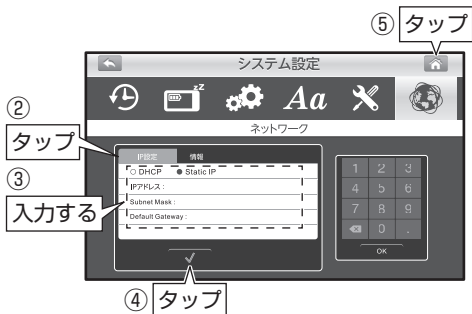 ⑤ タップ
システム設定
Aa
ネットワーク
② タップ
IP設定 情報
③ 入力する
DHCP Static IP
IPアドレス :
Subnet Mask :
Default Gateway :
1 2 3
4 5 6
7 8 9
0 .
OK
④ タップ